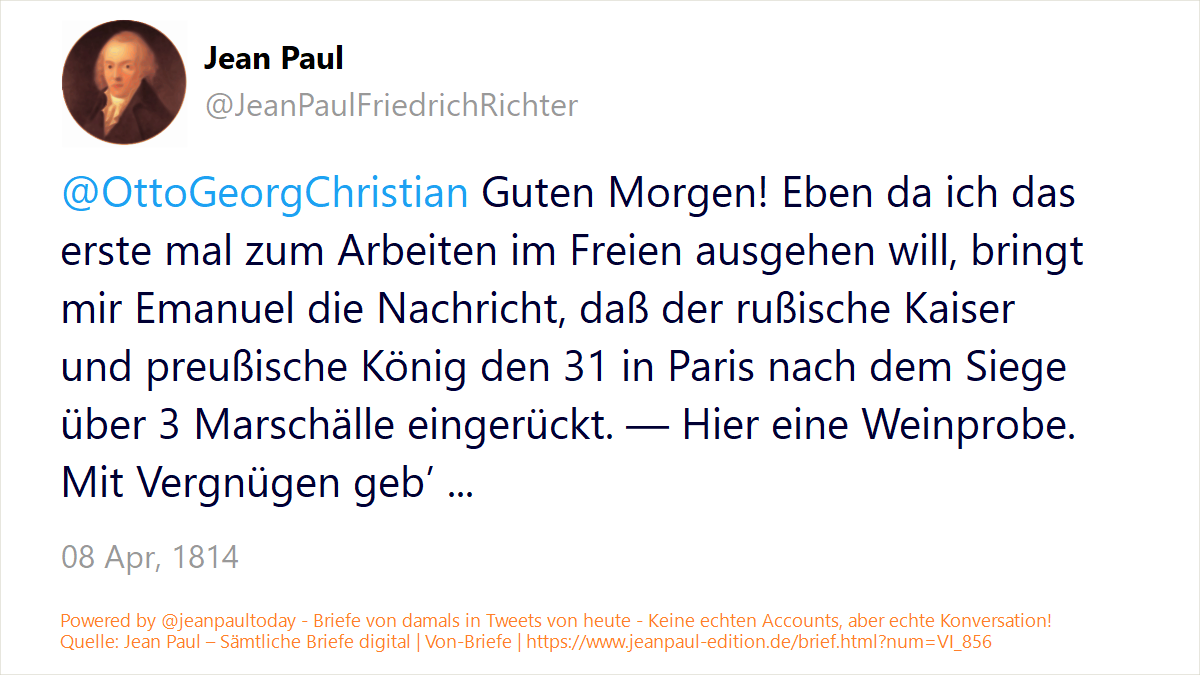 Jean Paul
@JeanPaulFriedrichRichter
@OttoGeorgChristian Guten Morgen! Eben da ich das
erste mal zum Arbeiten im Freien ausgehen will, bringt
mir Emanuel die Nachricht, daß der rußische Kaiser
und preußische König den 31 in Paris nach dem Siege
über 3 Marschälle eingerückt. — Hier eine Weinprobe.
Mit Vergnügen geb’ ...
08 Apr, 1814
Powered by @jeanpaultoday - Briefe von damals in Tweets von heute - Keine echten Accounts, aber echte Konversation!
Quelle: Jean Paul – Sämtliche Briefe digital | Von-Briefe | https://www.jeanpaul-edition.de/brief.html?num=VI_856